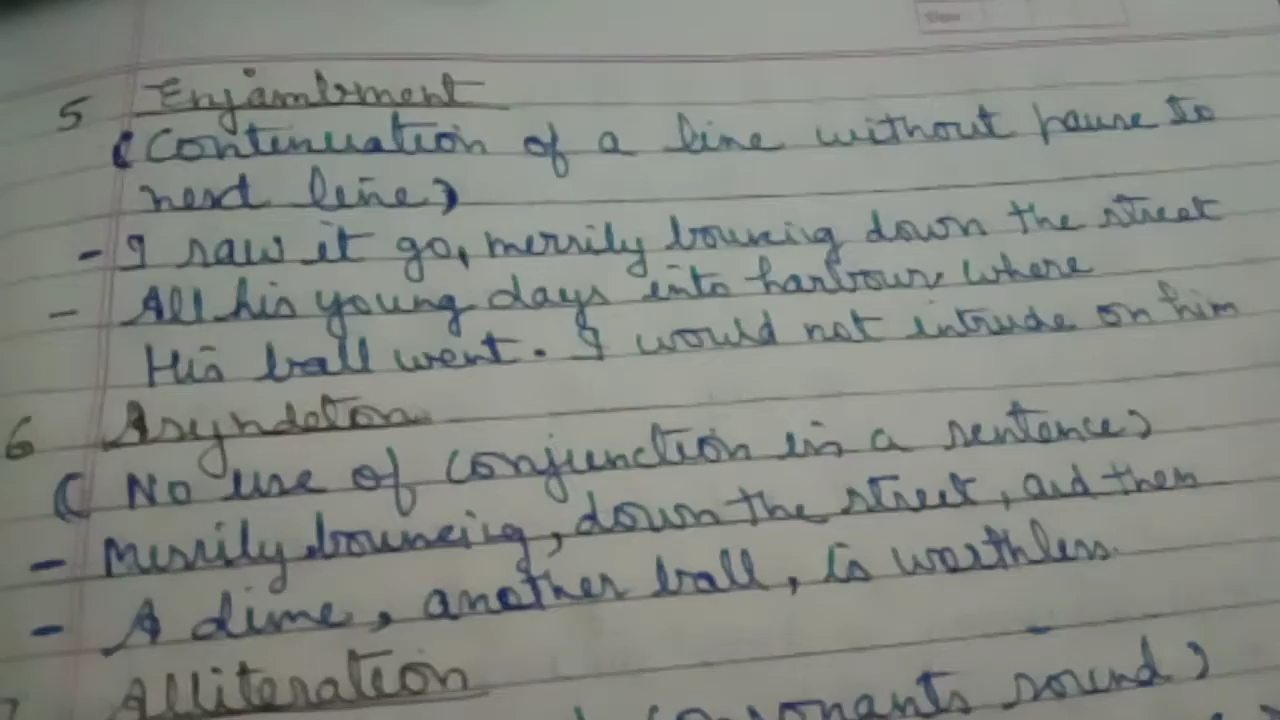 5 Enjambment
(Continuation of a line without pause to
next line)
- I saw it go, merrily bouncing down the street
- All his young days into harbour where
His ball went. I would not intrude on him
6 Asyndeton
( No use of conjunction in a sentence)
- Merrily bouncing, down the street, and then
- A dime, another ball, is worthless.
7 Alliteration
consonants sound)